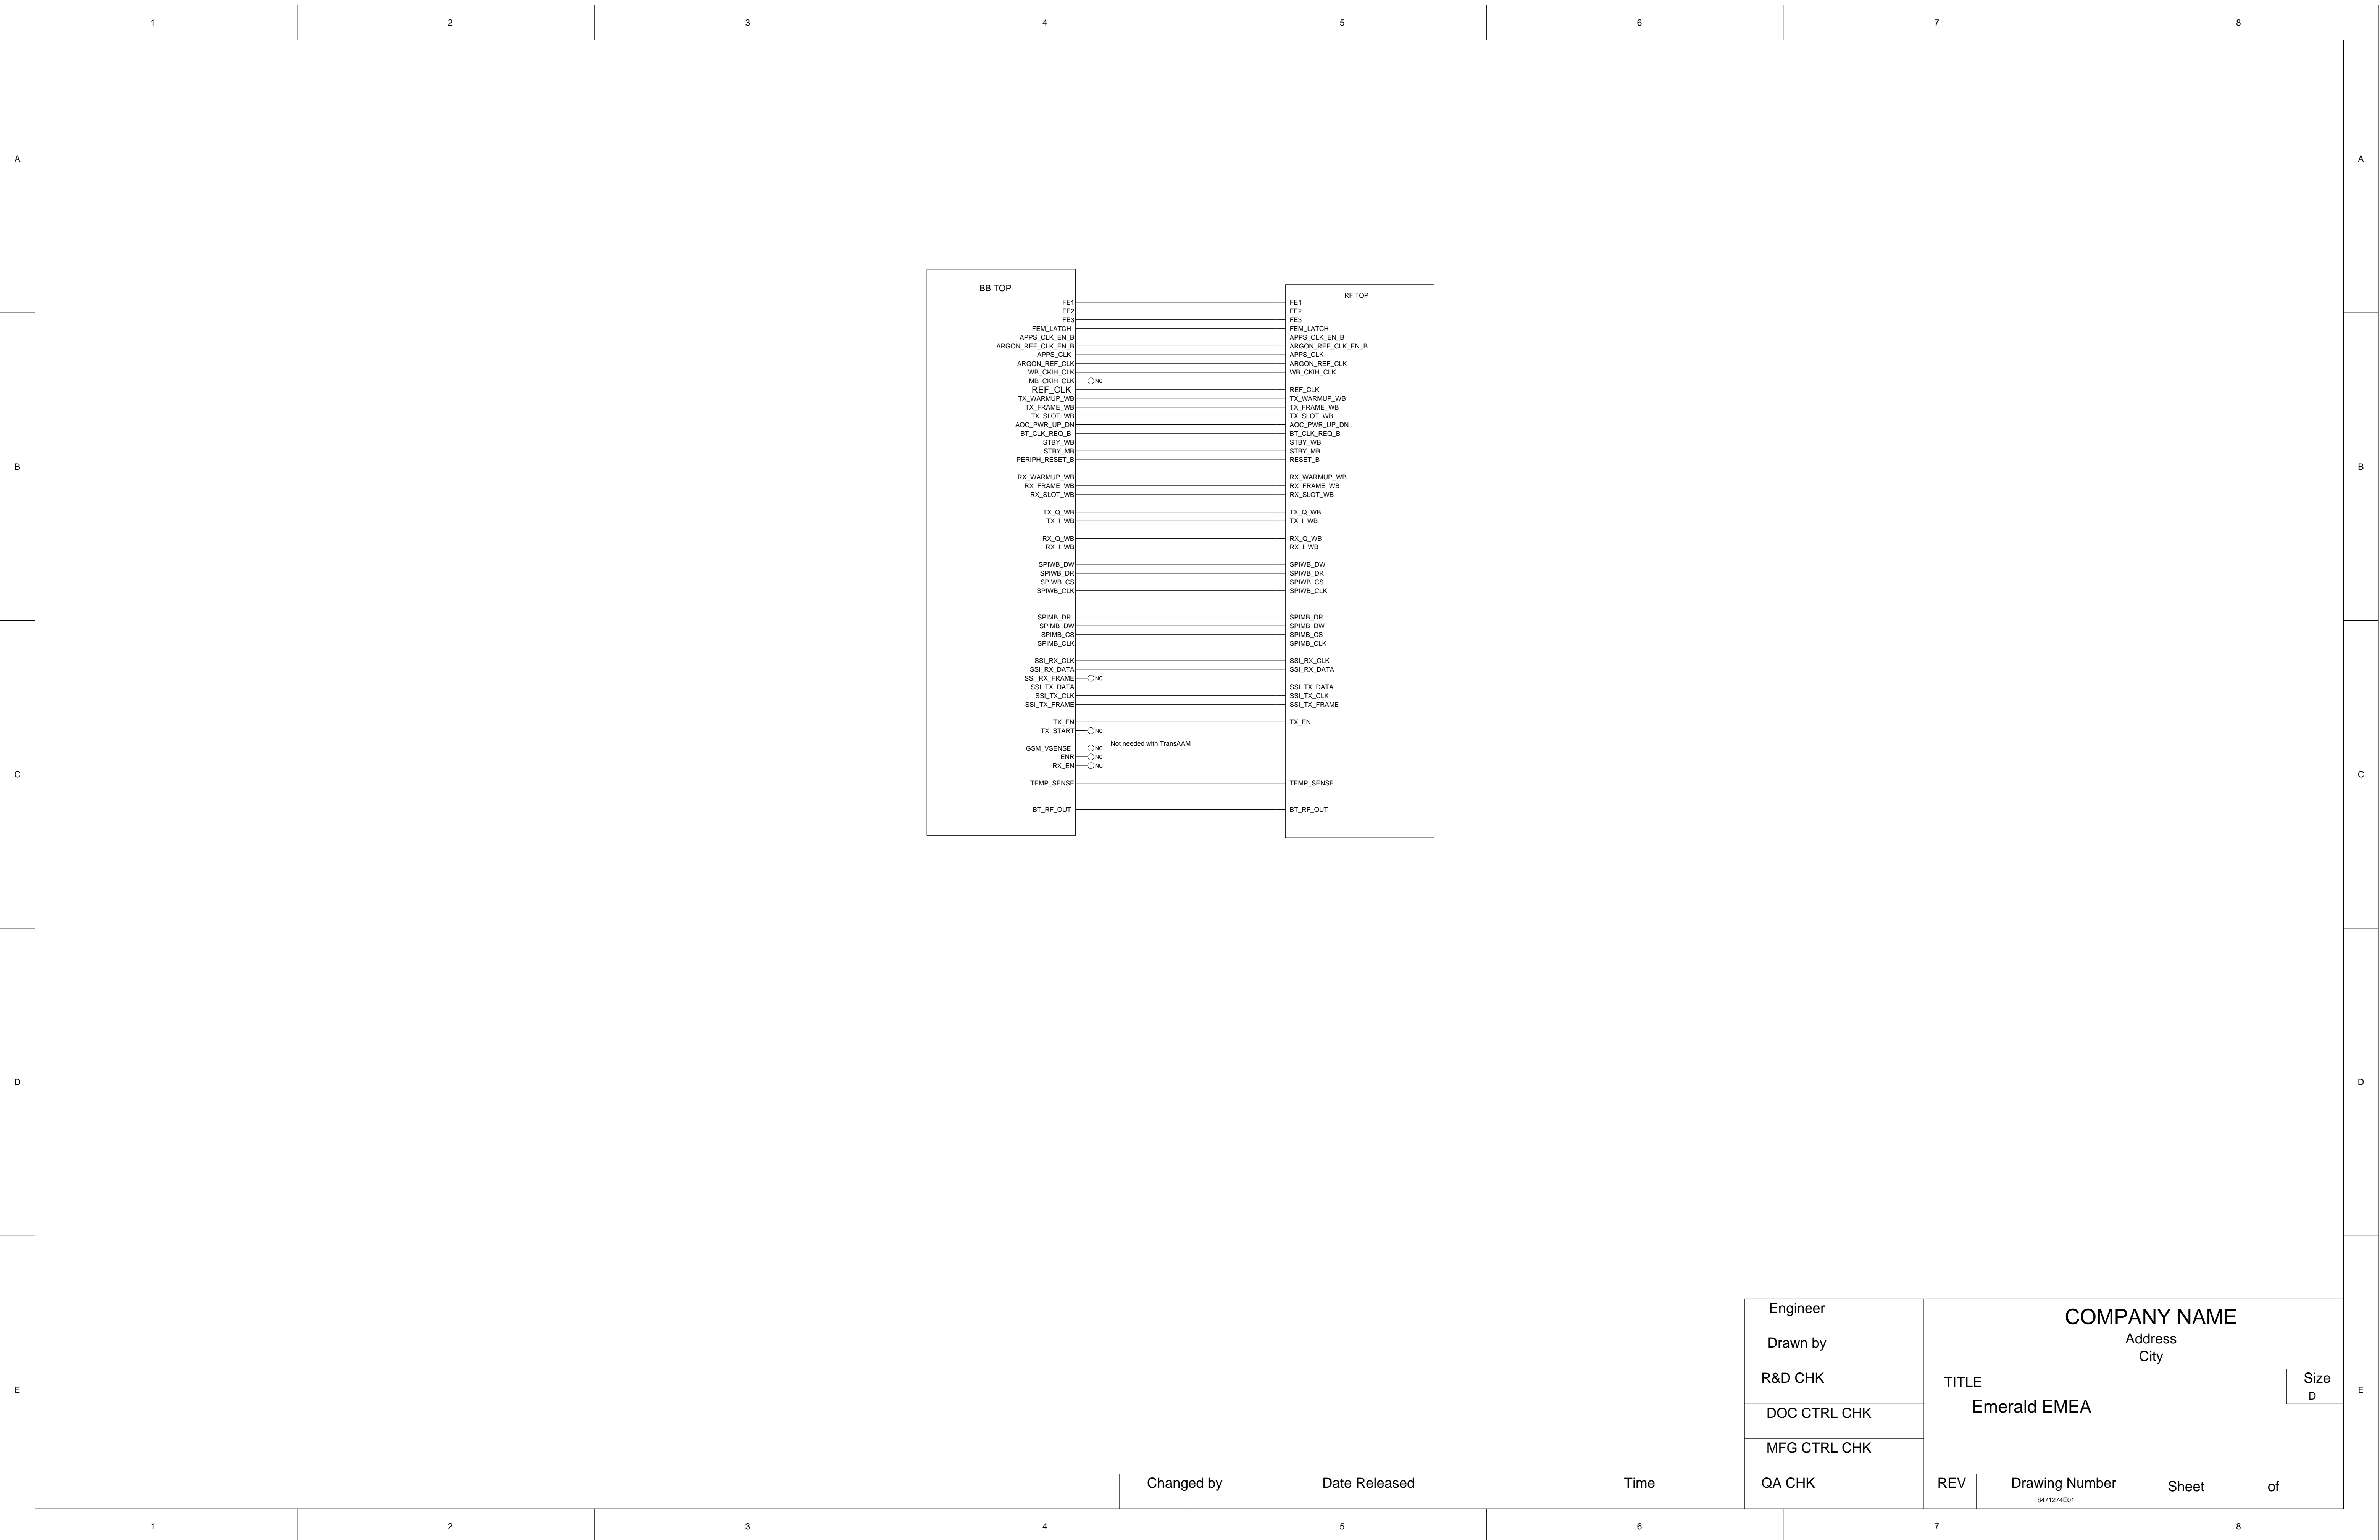 1 2 3 4 5 6 7 8
A A
BB TOP
RF TOP
FE1 FE1
FE2 FE2
FE3 FE3
FEM_LATCH FEM_LATCH
APPS_CLK_EN_B APPS_CLK_EN_B
ARGON_REF_CLK_EN_B ARGON_REF_CLK_EN_B
APPS_CLK APPS_CLK
ARGON_REF_CLK ARGON_REF_CLK
WB_CKIH_CLK WB_CKIH_CLK
MB_CKIH_CLK NC
REF_CLK REF_CLK
TX_WARMUP_WB TX_WARMUP_WB
TX_FRAME_WB TX_FRAME_WB
TX_SLOT_WB TX_SLOT_WB
AOC_PWR_UP_DN AOC_PWR_UP_DN
BT_CLK_REQ_B BT_CLK_REQ_B
STBY_WB STBY_WB
STBY_MB STBY_MB
PERIPH_RESET_B RESET_B
B B
RX_WARMUP_WB RX_WARMUP_WB
RX_FRAME_WB RX_FRAME_WB
RX_SLOT_WB RX_SLOT_WB
TX_Q_WB TX_Q_WB
TX_I_WB TX_I_WB
RX_Q_WB RX_Q_WB
RX_I_WB RX_I_WB
SPIWB_DW SPIWB_DW
SPIWB_DR SPIWB_DR
SPIWB_CS SPIWB_CS
SPIWB_CLK SPIWB_CLK
SPIMB_DR SPIMB_DR
SPIMB_DW SPIMB_DW
SPIMB_CS SPIMB_CS
SPIMB_CLK SPIMB_CLK
SSI_RX_CLK SSI_RX_CLK
SSI_RX_DATA SSI_RX_DATA
SSI_RX_FRAME NC
SSI_TX_DATA SSI_TX_DATA
SSI_TX_CLK SSI_TX_CLK
SSI_TX_FRAME SSI_TX_FRAME
TX_EN TX_EN
TX_START NC
Not needed with TransAAM
GSM_VSENSE NC
ENR NC
RX_EN NC
C C
TEMP_SENSE TEMP_SENSE
BT_RF_OUT BT_RF_OUT
D D
Engineer
COMPANY NAME
Drawn by
Address
City
R&D CHK
TITLE
Size
E E
D
Emerald EMEA
DOC CTRL CHK
MFG CTRL CHK
Changed by Date Released Time QA CHK REV Drawing Number Sheet of
8471274E01
1 2 3 4 5 6 7 8